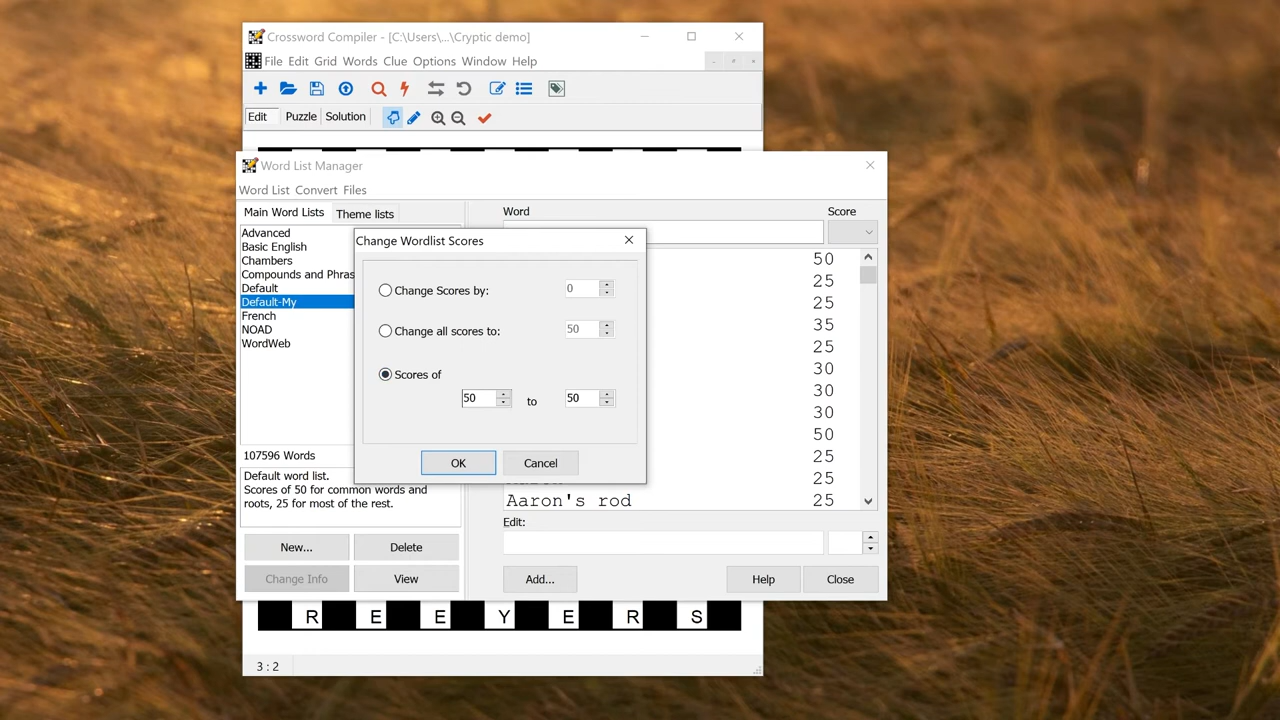 Crossword Compiler - [C:\Users\...\Cryptic demo]
File Edit Grid Words Clue Options Window Help
Edit Puzzle Solution
Word List Manager
Word List Convert Files
Main Word Lists Theme lists
Word Score
Advanced
Basic English
Chambers
Compounds and Phras
Default
Default-My
French
NOAD
WordWeb
107596 Words
Default word list.
Scores of 50 for common words and
roots, 25 for most of the rest.
New... Delete
Change Info View
Change Wordlist Scores
Change Scores by: 0
Change all scores to: 50
Scores of
50 to 50
OK Cancel
50
25
25
35
25
30
30
30
50
25
25
Aaron's rod 25
Edit:
Add... Help Close
R E E Y E R S
3 : 2